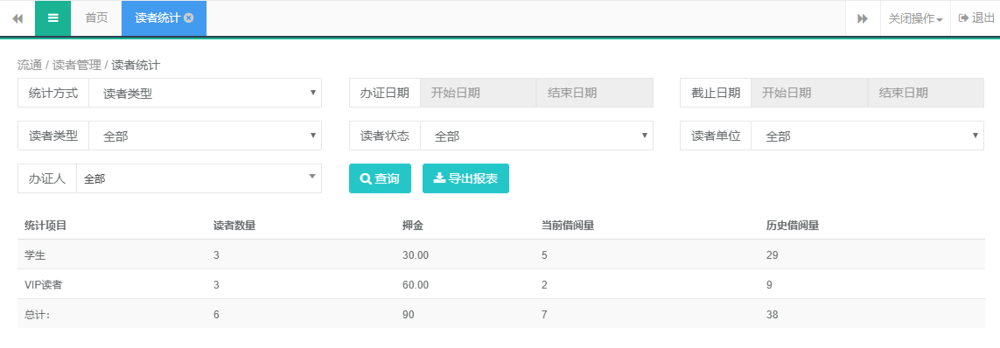 首页 读者统计 关闭操作 退出
流通 / 读者管理 / 读者统计
统计方式 读者类型 办证日期 开始日期 结束日期 截止日期 开始日期 结束日期
读者类型 全部 读者状态 全部 读者单位 全部
办证人 全部 查询 导出报表
统计项目 读者数量 押金 当前借阅量 历史借阅量
学生 3 30.00 5 29
VIP读者 3 60.00 2 9
总计: 6 90 7 38